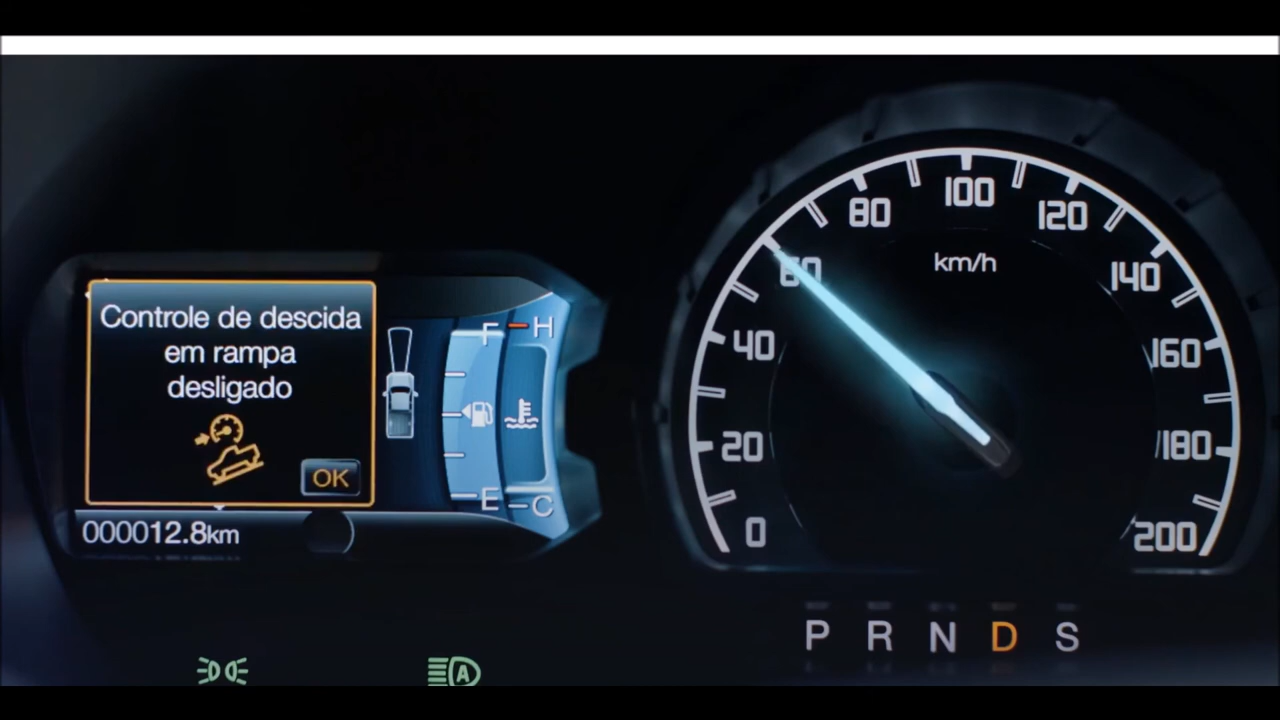 Controle de descida
em rampa
desligado
OK
000012.8km
F
H
E
C
0
20
40
60
80
100
120
140
160
180
200
km/h
P R N D S
A